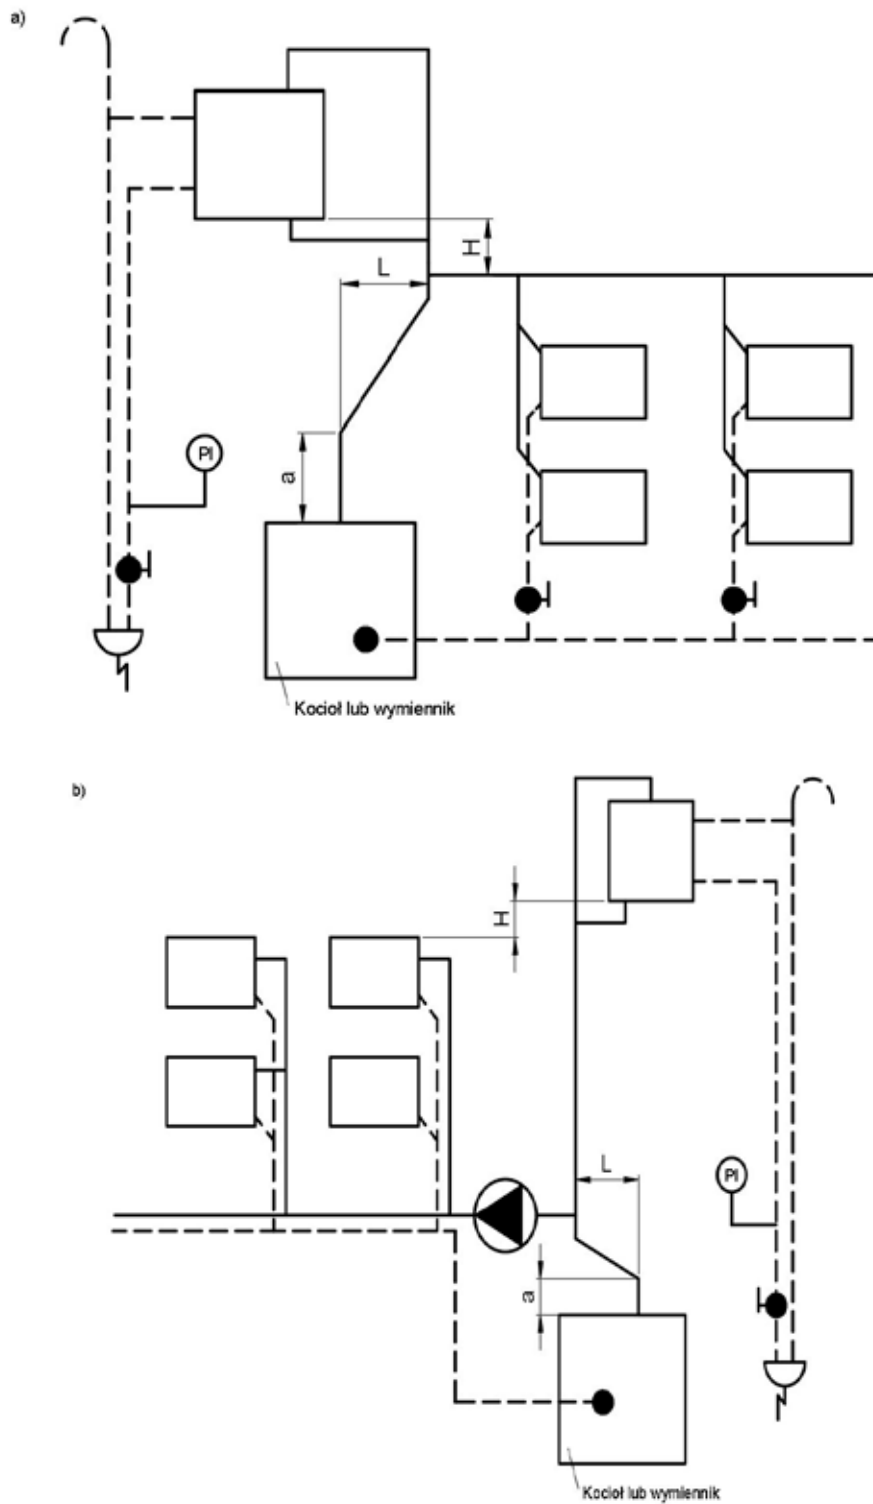 a)
H
L
PI
a
Kocioł lub wymiennik
b)
H
L
PI
a
Kocioł lub wymiennik